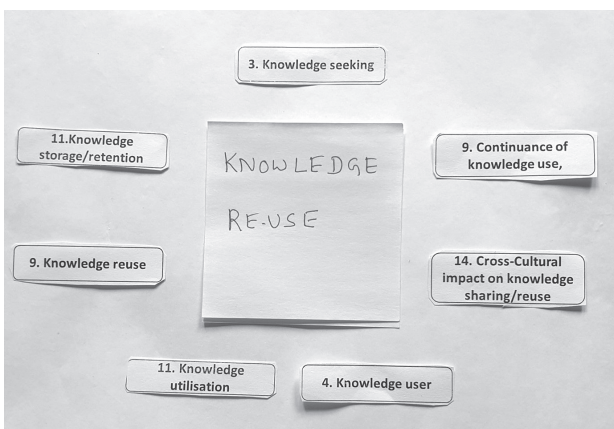 3. Knowledge seeking
11.Knowledge
storage/retention
KNOWLEDGE
RE-USE
9. Continuance of
knowledge use,
9. Knowledge reuse
14. Cross-Cultural
impact on knowledge
sharing/reuse
11. Knowledge
utilisation
4. Knowledge user